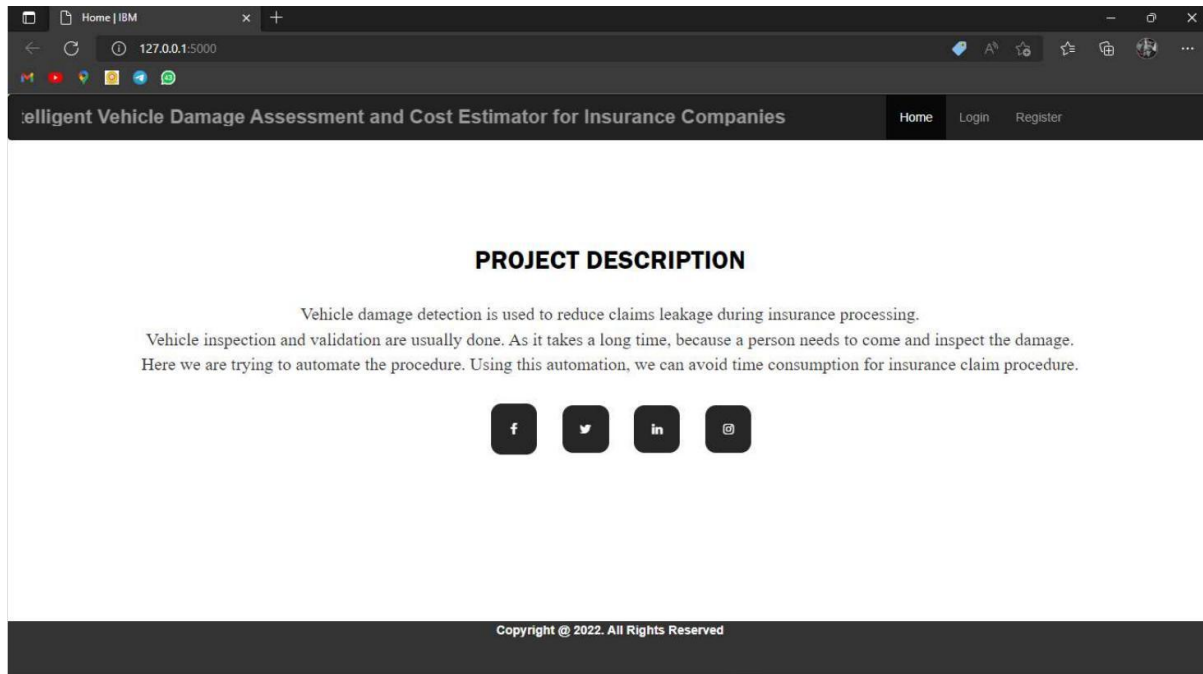 Home | IBM
127.0.0.1:5000
:elligent Vehicle Damage Assessment and Cost Estimator for Insurance Companies
Home Login Register
PROJECT DESCRIPTION
Vehicle damage detection is used to reduce claims leakage during insurance processing.
Vehicle inspection and validation are usually done. As it takes a long time, because a person needs to come and inspect the damage.
Here we are trying to automate the procedure. Using this automation, we can avoid time consumption for insurance claim procedure.
Copyright @ 2022. All Rights Reserved